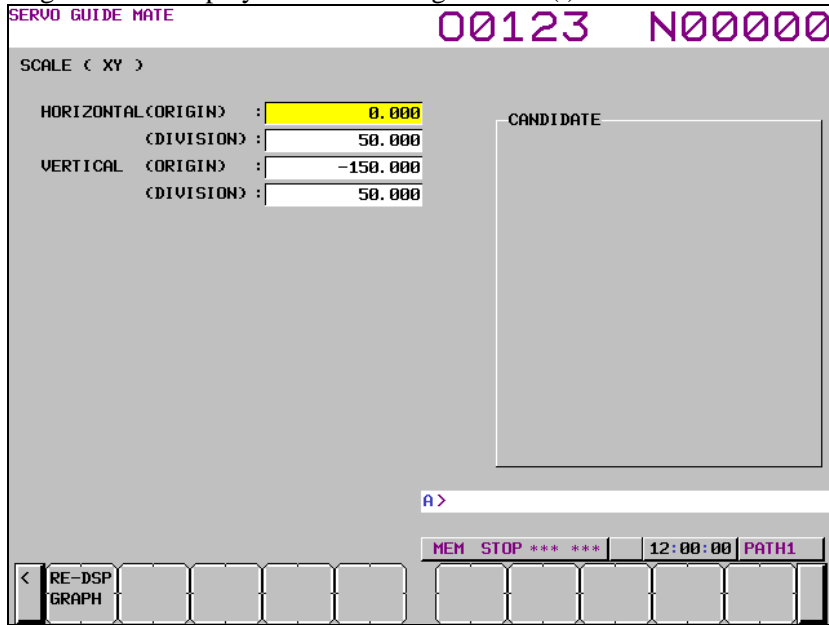 SERVO GUIDE MATE
O0123 N00000
SCALE ( XY )
HORIZONTAL(ORIGIN) : 0.000
(DIVISION) : 50.000
VERTICAL (ORIGIN) : -150.000
(DIVISION) : 50.000
CANDIDATE
A>
MEM STOP *** *** 12:00:00 PATH1
< RE-DSP
GRAPH